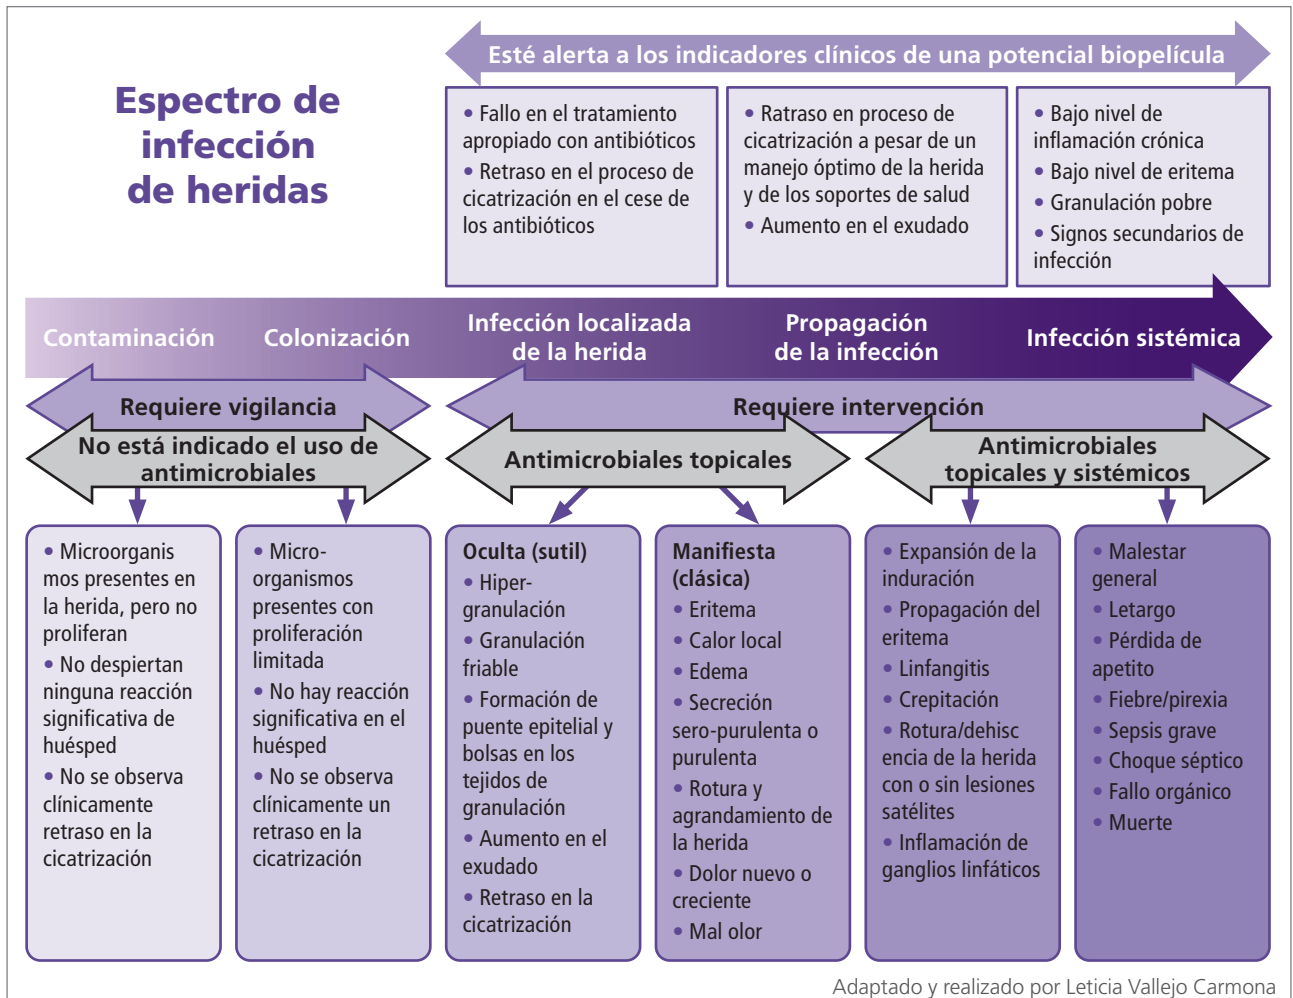 Espectro de
infección
de heridas
Esté alerta a los indicadores clínicos de una potencial biopelícula
• Fallo en el tratamiento
apropiado con antibióticos
• Retraso en el proceso de
cicatrización en el cese de
los antibióticos
• Ratraso en proceso de
cicatrización a pesar de un
manejo óptimo de la herida
y de los soportes de salud
• Aumento en el exudado
• Bajo nivel de
inflamación crónica
• Bajo nivel de eritema
• Granulación pobre
• Signos secundarios de
infección
Contaminación
Colonización
Infección localizada
de la herida
Propagación
de la infección
Infección sistémica
Requiere vigilancia
Requiere intervención
No está indicado el uso de
antimicrobiales
Antimicrobiales topicales
Antimicrobiales
topicales y sistémicos
• Microorganis
mos presentes en
la herida, pero no
proliferan
• No despiertan
ninguna reacción
significativa de
huésped
• No se observa
clínicamente
retraso en la
cicatrización
• Micro-
organismos
presentes con
proliferación
limitada
• No hay reacción
significativa en el
huésped
• No se observa
clínicamente un
retraso en la
cicatrización
Oculta (sutil)
• Hiper-
granulación
• Granulación
friable
• Formación de
puente epitelial y
bolsas en los
tejidos de
granulación
• Aumento en el
exudado
• Retraso en la
cicatrización
Manifiesta
(clásica)
• Eritema
• Calor local
• Edema
• Secreción
sero-purulenta o
purulenta
• Rotura y
agrandamiento de
la herida
• Dolor nuevo o
creciente
• Mal olor
• Expansión de la
induración
• Propagación del
eritema
• Linfangitis
• Crepitación
• Rotura/dehisc
encia de la herida
con o sin lesiones
satélites
• Inflamación de
ganglios linfáticos
• Malestar
general
• Letargo
• Pérdida de
apetito
• Fiebre/pirexia
• Sepsis grave
• Choque séptico
• Fallo orgánico
• Muerte
Adaptado y realizado por Leticia Vallejo Carmona